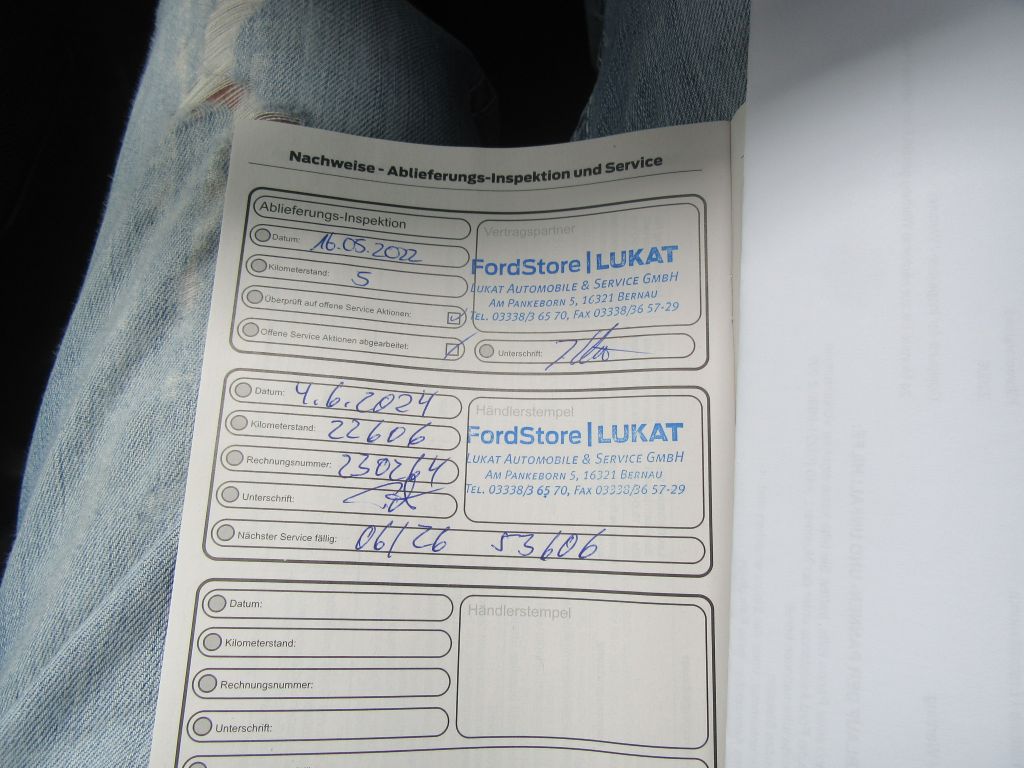 Nachweise - Ablieferungs-Inspektion und Service
Ablieferungs-Inspektion
Datum: 16.05.2022
Kilometerstand: 5
Überprüft auf offene Service Aktionen:
Offene Service Aktionen abgearbeitet:
Vertragspartner
FordStore | LUKAT
LUKAT AUTOMOBILE & SERVICE GMBH
AM PANKEBORN 5, 16321 BERNAU
TEL. 03338/3 65 70, FAX 03338/36 57-29
Unterschrift:
Datum: 4.6.2024
Kilometerstand: 22606
Rechnungsnummer: 230264
Unterschrift:
Händlerstempel
FordStore | LUKAT
LUKAT AUTOMOBILE & SERVICE GMBH
AM PANKEBORN 5, 16321 BERNAU
TEL. 03338/3 65 70, FAX 03338/36 57-29
Nächster Service fällig: 06/26 53606
Datum:
Kilometerstand:
Rechnungsnummer:
Unterschrift:
Händlerstempel